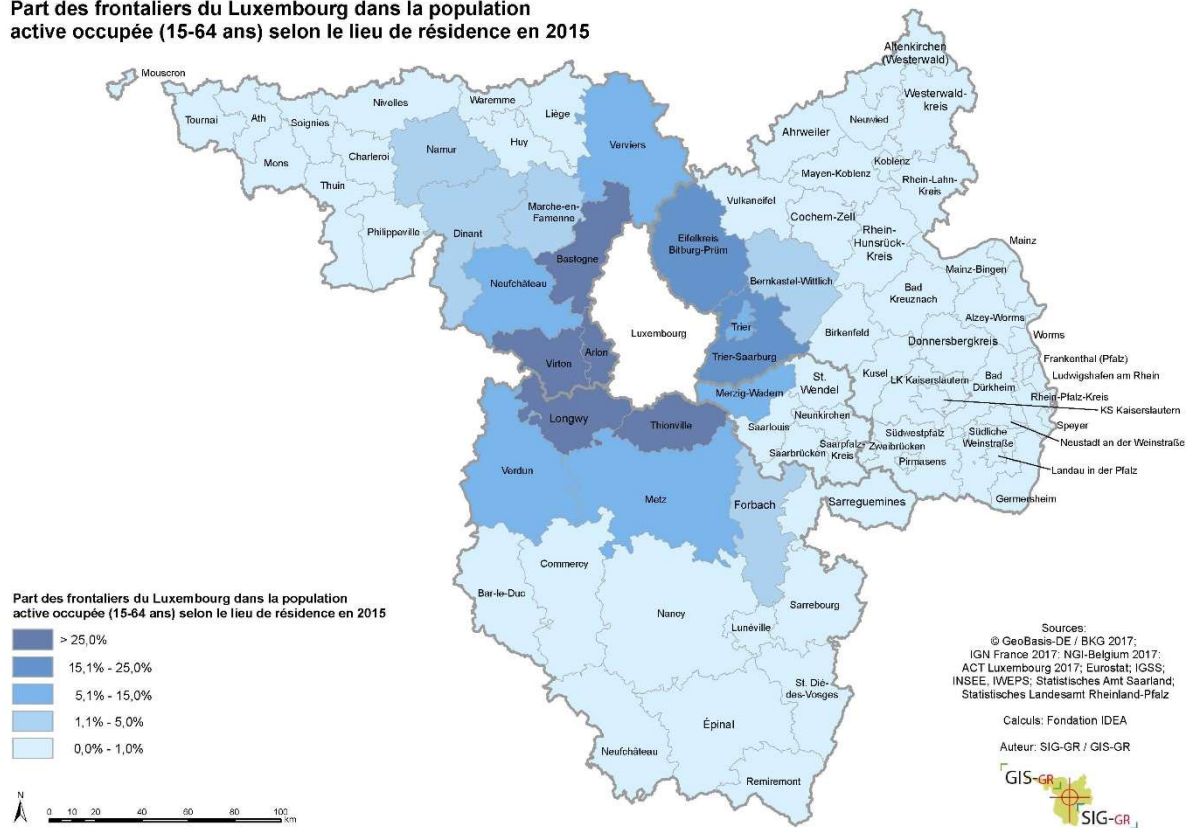 Part des frontaliers du Luxembourg dans la population
active occupée (15-64 ans) selon le lieu de résidence en 2015
Mouscron
Tournai
Ath
Soignies
Nivelles
Waremme
Liège
Huy
Mons
Charleroi
Namur
Thuin
Philippeville
Dinant
Marche-en-
Famenne
Verviers
Bastogne
Neufchâteau
Virton
Arlon
Luxembourg
Altenkirchen
(Westerwald)
Westerwald-
kreis
Neuwied
Ahrweiler
Koblenz
Mayen-Koblenz
Rhein-Lahn-
Kreis
Vulkaneifel
Cochem-Zell
Eifelkreis
Bitburg-Prüm
Rhein-
Hunsrück-
Kreis
Mainz
Mainz-Bingen
Bernkastel-Wittlich
Bad
Kreuznach
Alzey-Worms
Trier
Birkenfeld
Worms
Donnersbergkreis
Trier-Saarburg
Frankenthal (Pfalz)
Kusel
LK Kaiserslautern
Bad
Dürkheim
Ludwigshafen am Rhein
Rhein-Pfalz-Kreis
KS Kaiserslautern
St.
Wendel
Merzig-Wadern
Neunkirchen
Saarlouis
Saarpfalz-
Kreis
Saarbrücken
Zweibrücken
Südwestpfalz
Pirmasens
Südliche
Weinstraße
Speyer
Neustadt an der Weinstraße
Landau in der Pfalz
Germersheim
Longwy
Thionville
Verdun
Metz
Forbach
Sarreguemines
Commercy
Bar-le-Duc
Nancy
Lunéville
Sarrebourg
St. Dié-
des-Vosges
Épinal
Neufchâteau
Remiremont
Part des frontaliers du Luxembourg dans la population
active occupée (15-64 ans) selon le lieu de résidence en 2015
> 25,0%
15,1% - 25,0%
5,1% - 15,0%
1,1% - 5,0%
0,0% - 1,0%
N
0 10 20 40 60 80 100
km
Sources:
© GeoBasis-DE / BKG 2017;
IGN France 2017; NGI-Belgium 2017;
ACT Luxembourg 2017; Eurostat; IGSS;
INSEE, IWEPS; Statistisches Amt Saarland;
Statistisches Landesamt Rheinland-Pfalz
Calculs: Fondation IDEA
Auteur: SIG-GR / GIS-GR
GIS-GR
SIG-GR